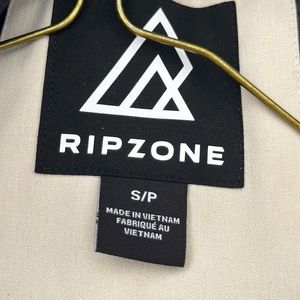 RIPZONE
S/P
MADE IN VIETNAM
FABRIQUÉ AU
VIETNAM